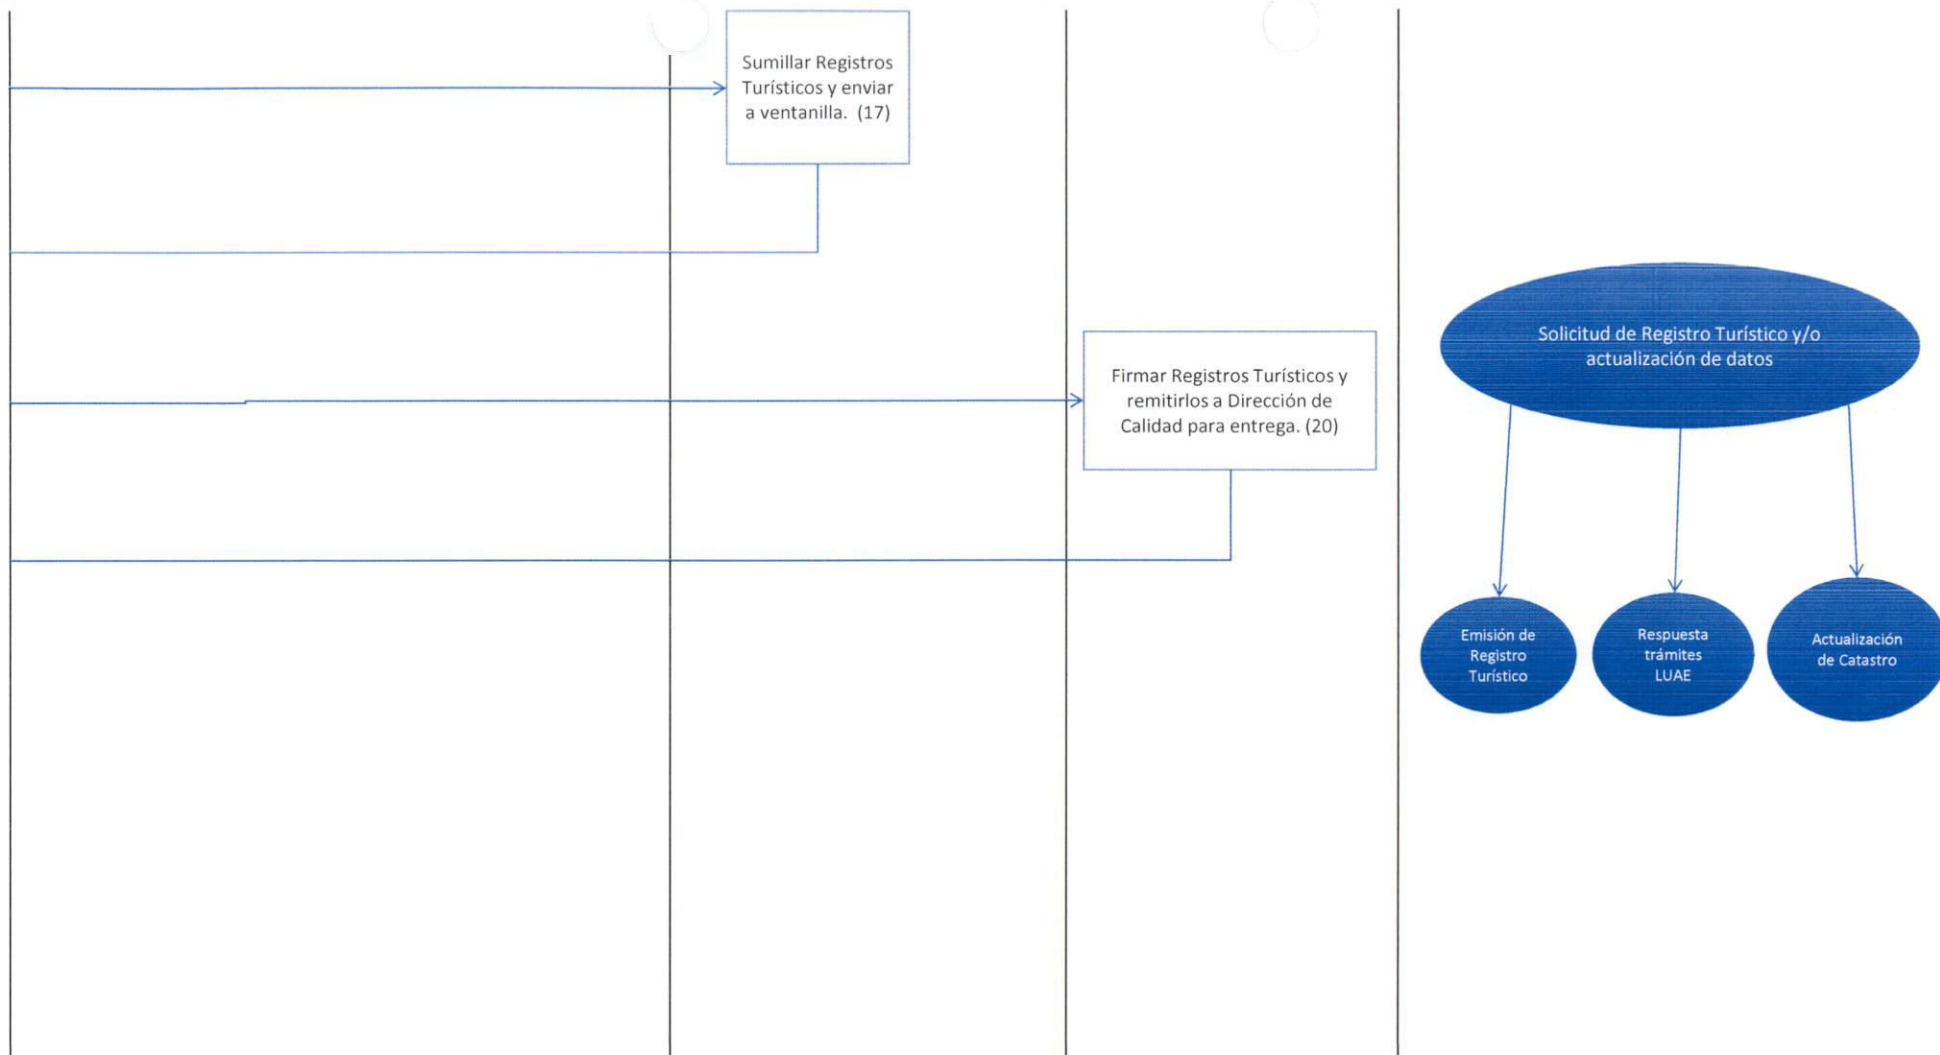 Sumillar Registros
Turísticos y enviar
a ventanilla. (17)
Firmar Registros Turísticos y
remitirlos a Dirección de
Calidad para entrega. (20)
Solicitud de Registro Turístico y/o
actualización de datos
Emisión de
Registro
Turístico
Respuesta
trámites
LUAE
Actualización
de Catastro